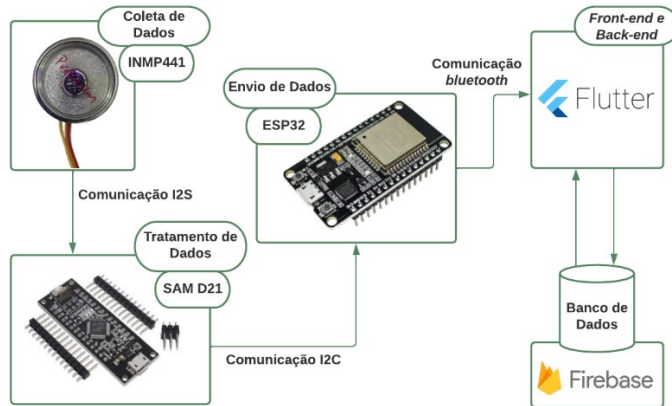 Coleta de
Dados
INMP441
Comunicação I2S
Tratamento de
Dados
SAM D21
Comunicação I2C
Envio de Dados
ESP32
Comunicação
bluetooth
Front-end e
Back-end
Flutter
Banco de
Dados
Firebase